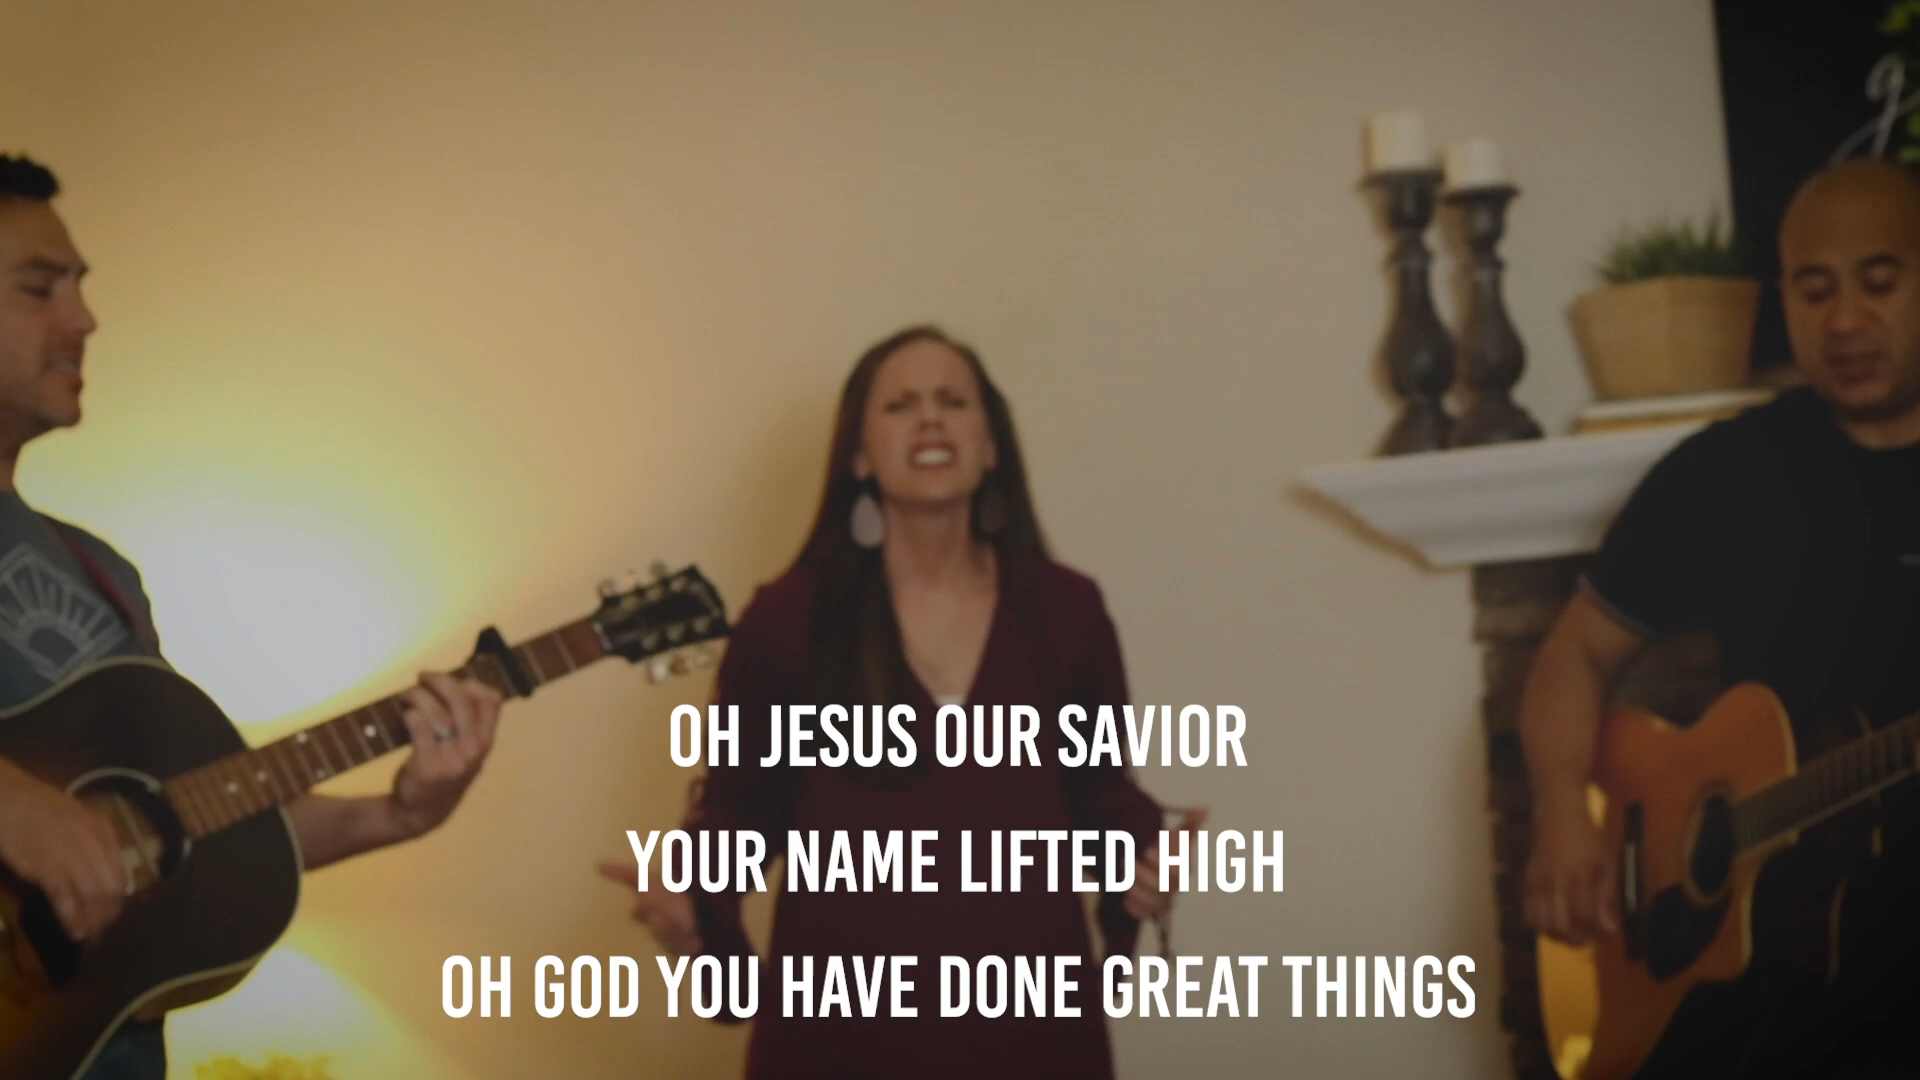 OH JESUS OUR SAVIOR
YOUR NAME LIFTED HIGH
OH GOD YOU HAVE DONE GREAT THINGS